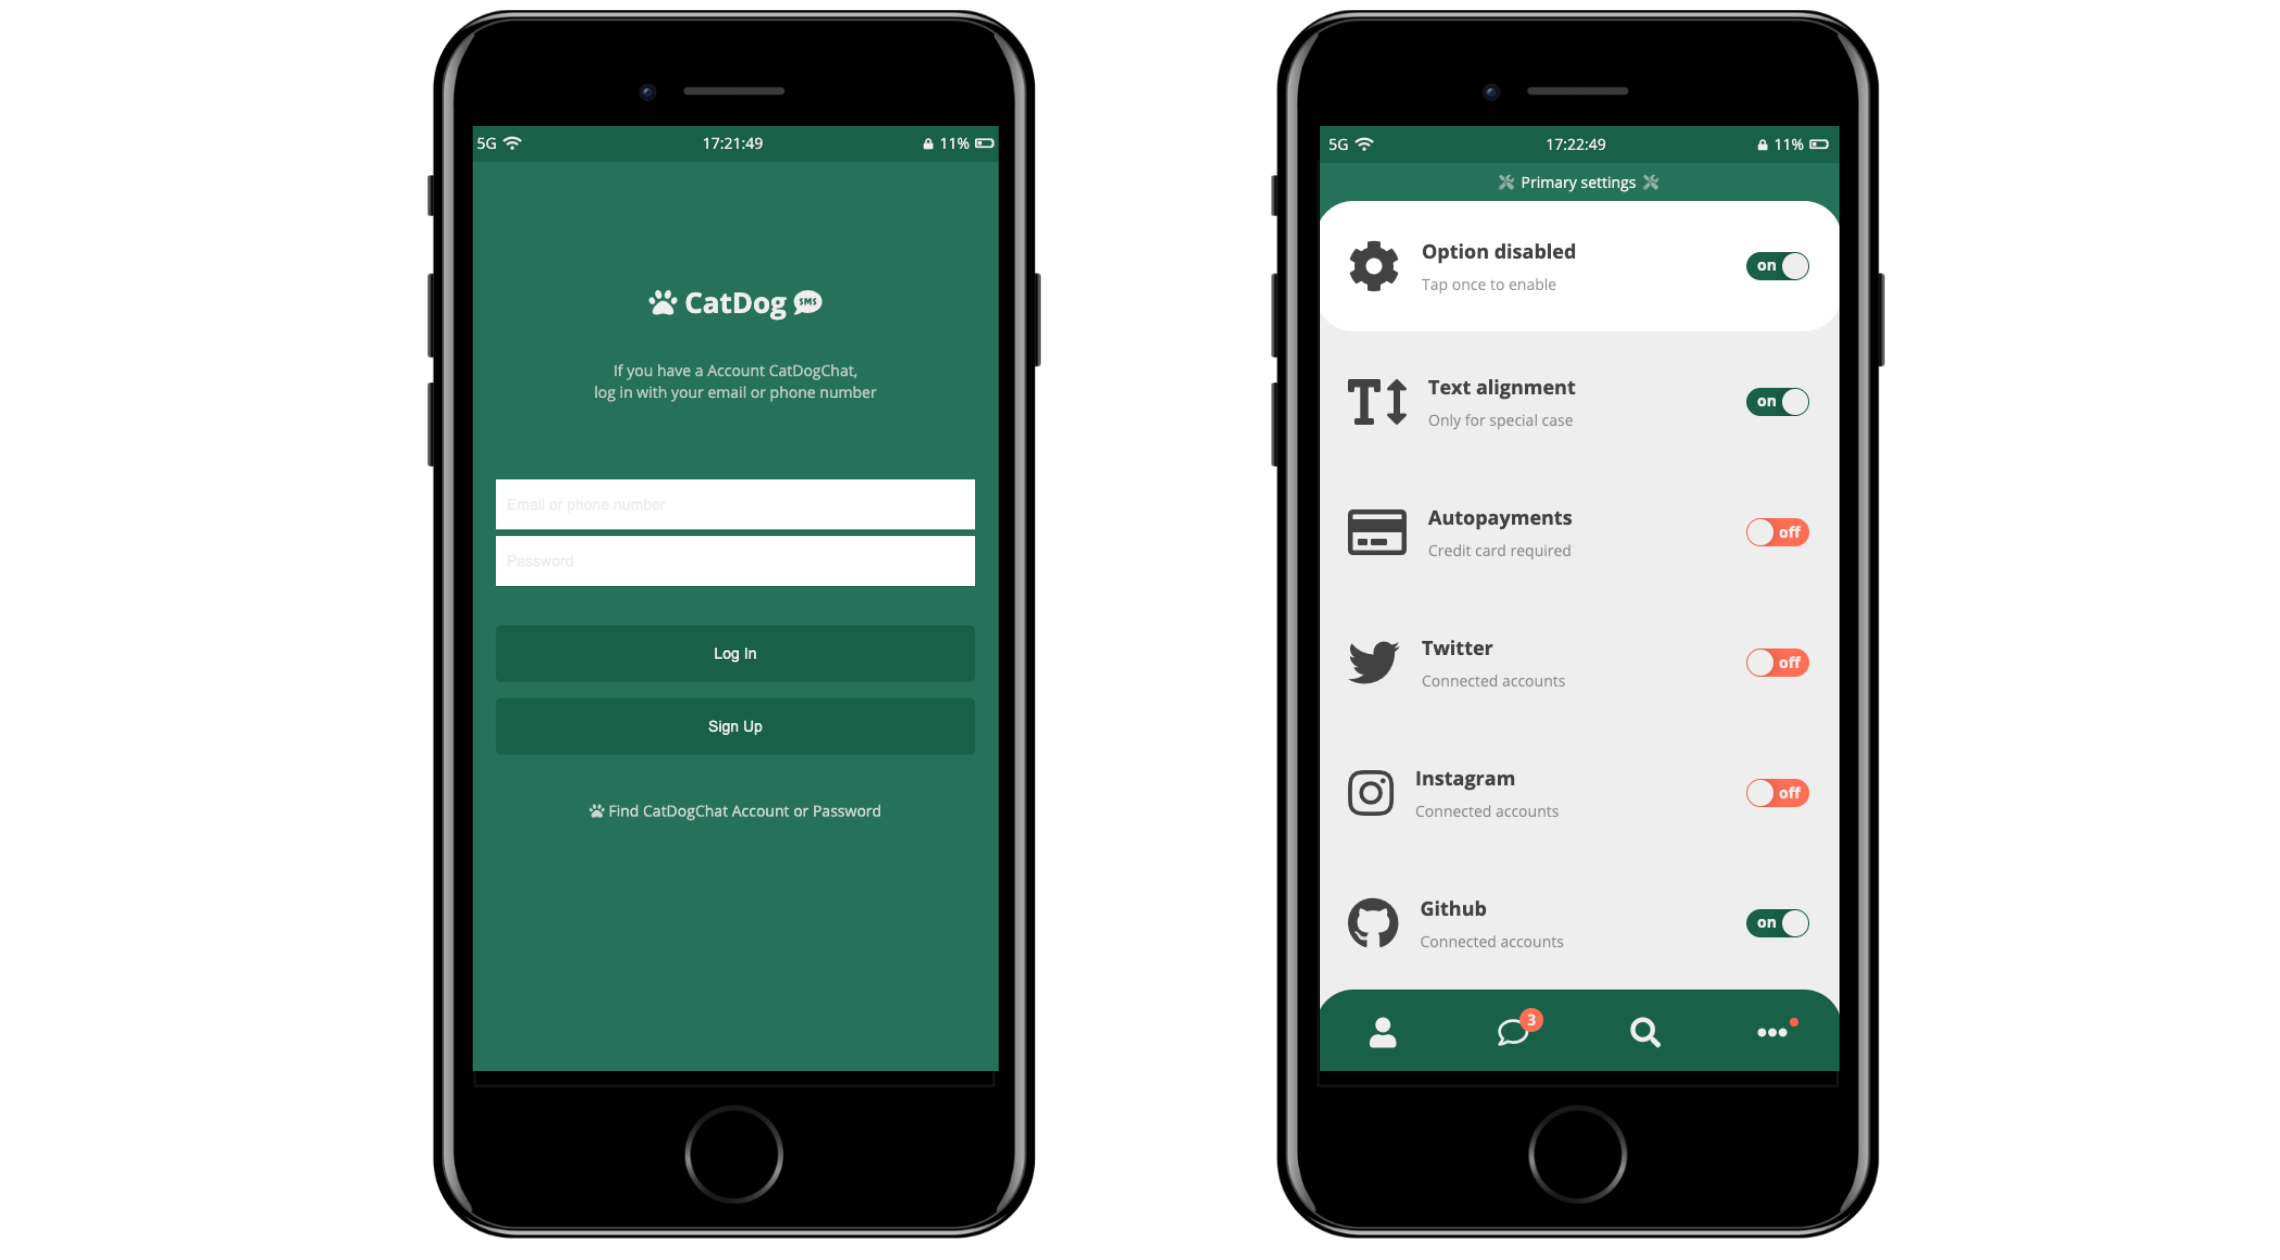 5G 17:21:49 11%
CatDog SMS
If you have a Account CatDogChat,
log in with your email or phone number
Email or phone number
Password
Log In
Sign Up
Find CatDogChat Account or Password
5G 17:22:49 11%
Primary settings
Option disabled
Tap once to enable
on
Text alignment
Only for special case
on
Autopayments
Credit card required
off
Twitter
Connected accounts
off
Instagram
Connected accounts
off
Github
Connected accounts
on
3